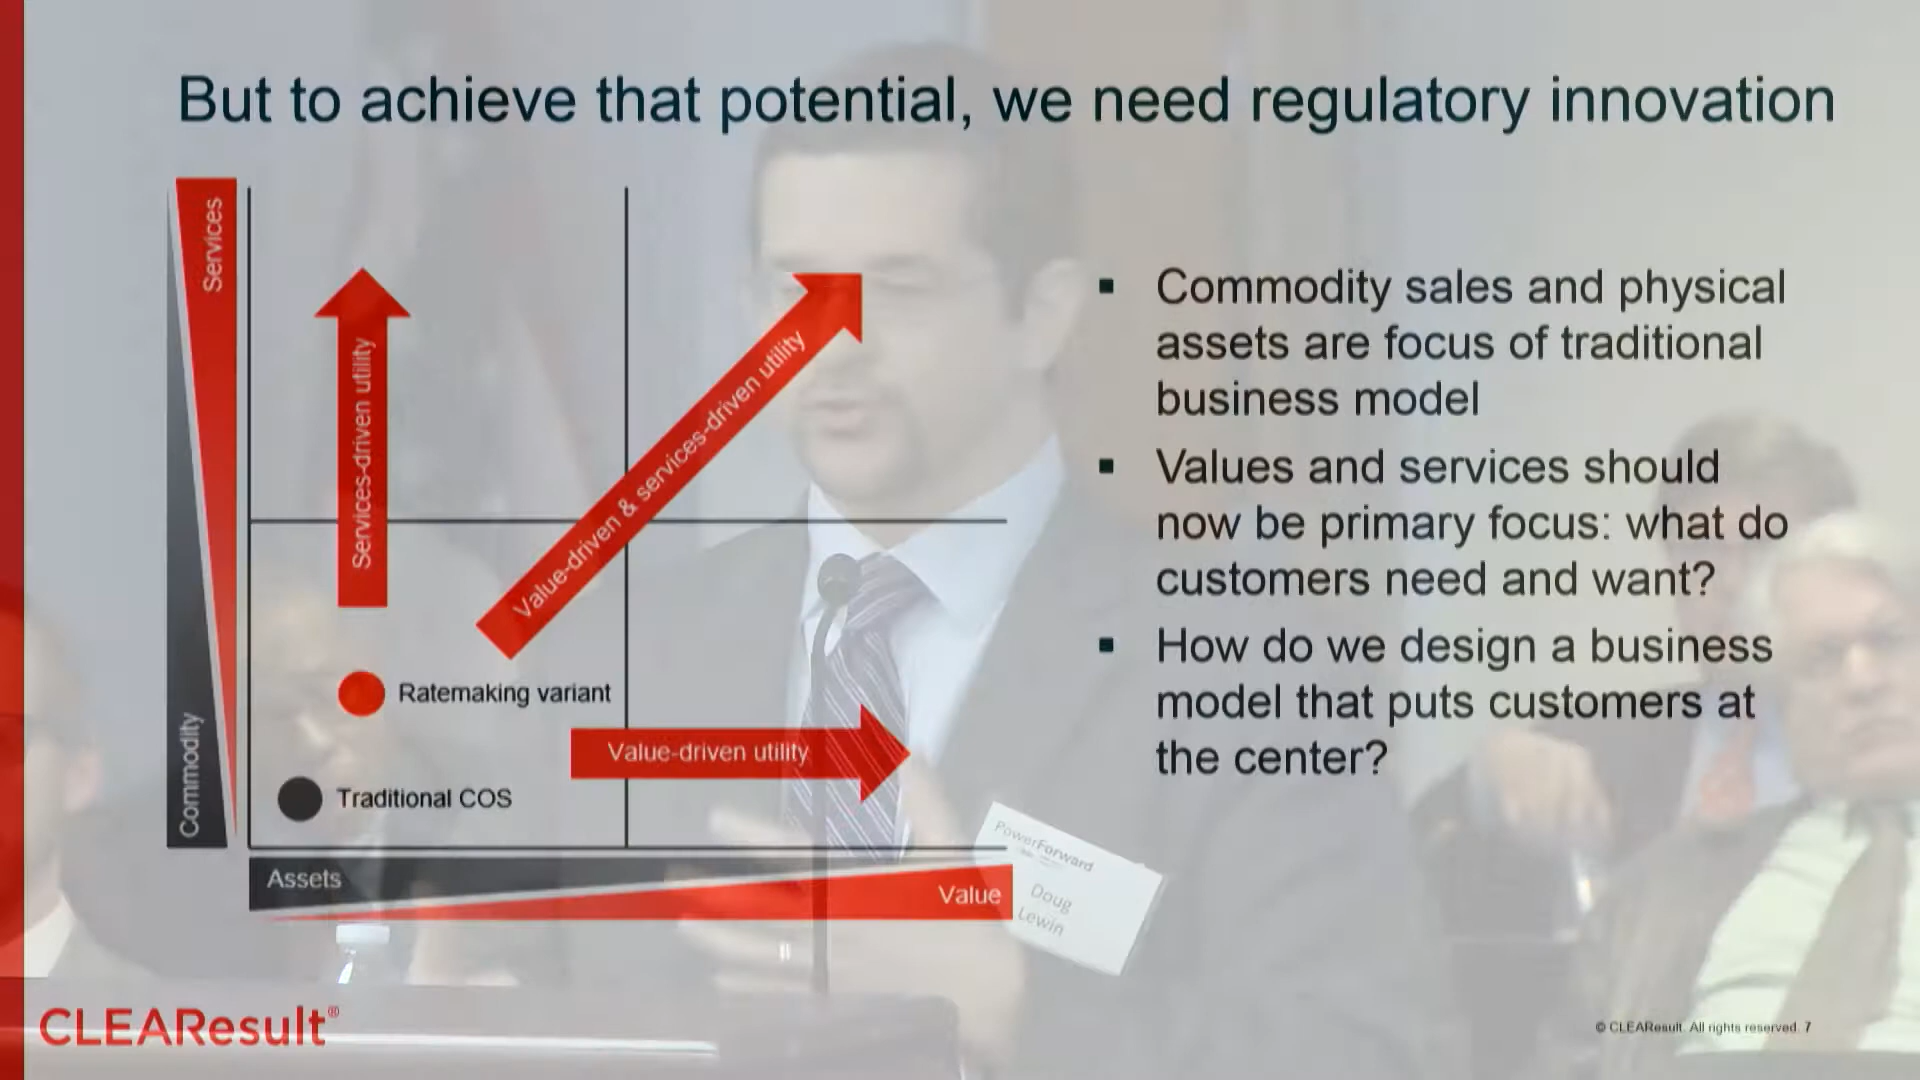 But to achieve that potential, we need regulatory innovation
Services
Commodity
Services-driven utility
Value-driven & services-driven utility
Ratemaking variant
Value-driven utility
Traditional COS
Assets
Value
▪ Commodity sales and physical
assets are focus of traditional
business model
▪ Values and services should
now be primary focus: what do
customers need and want?
▪ How do we design a business
model that puts customers at
the center?
PowerForward
Doug
Lewin
CLEAResult®
© CLEAResult. All rights reserved. 7